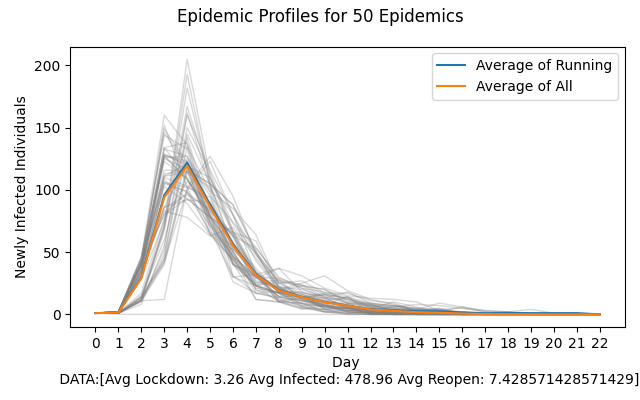 Epidemic Profiles for 50 Epidemics
Average of Running
Average of All
Newly Infected Individuals
200
150
100
50
0
0 1 2 3 4 5 6 7 8 9 10 11 12 13 14 15 16 17 18 19 20 21 22
Day
DATA:[Avg Lockdown: 3.26 Avg Infected: 478.96 Avg Reopen: 7.428571428571429]